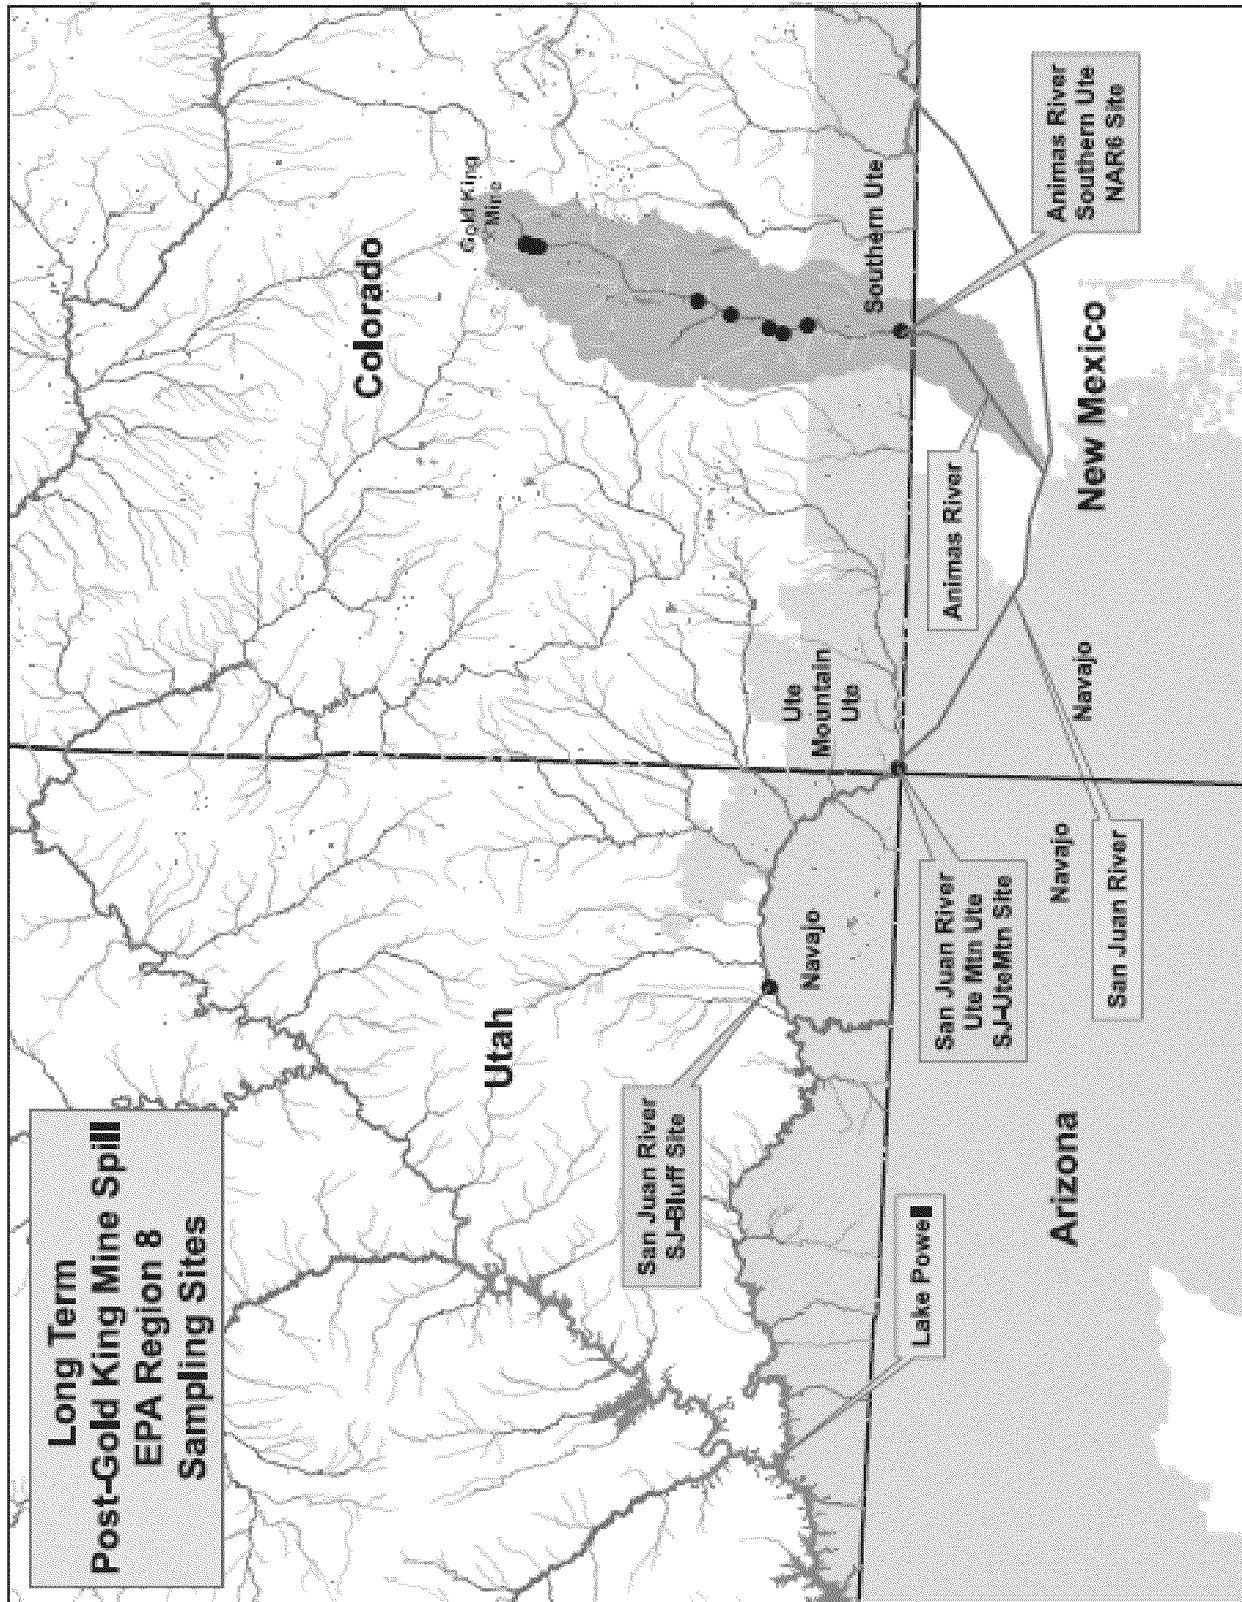 Long Term
Post-Gold King Mine Spill
EPA Region 8
Sampling Sites
Utah
Colorado
Gold King
Mine
San Juan River
SJ-Bluff Site
Navajo
Ute
Mountain
Ute
Southern Ute
Lake Powell
San Juan River
Ute Mtn Ute
SJ-UteMtn Site
Animas River
Animas River
Southern Ute
NAR6 Site
Arizona
Navajo
Navajo
New Mexico
San Juan River